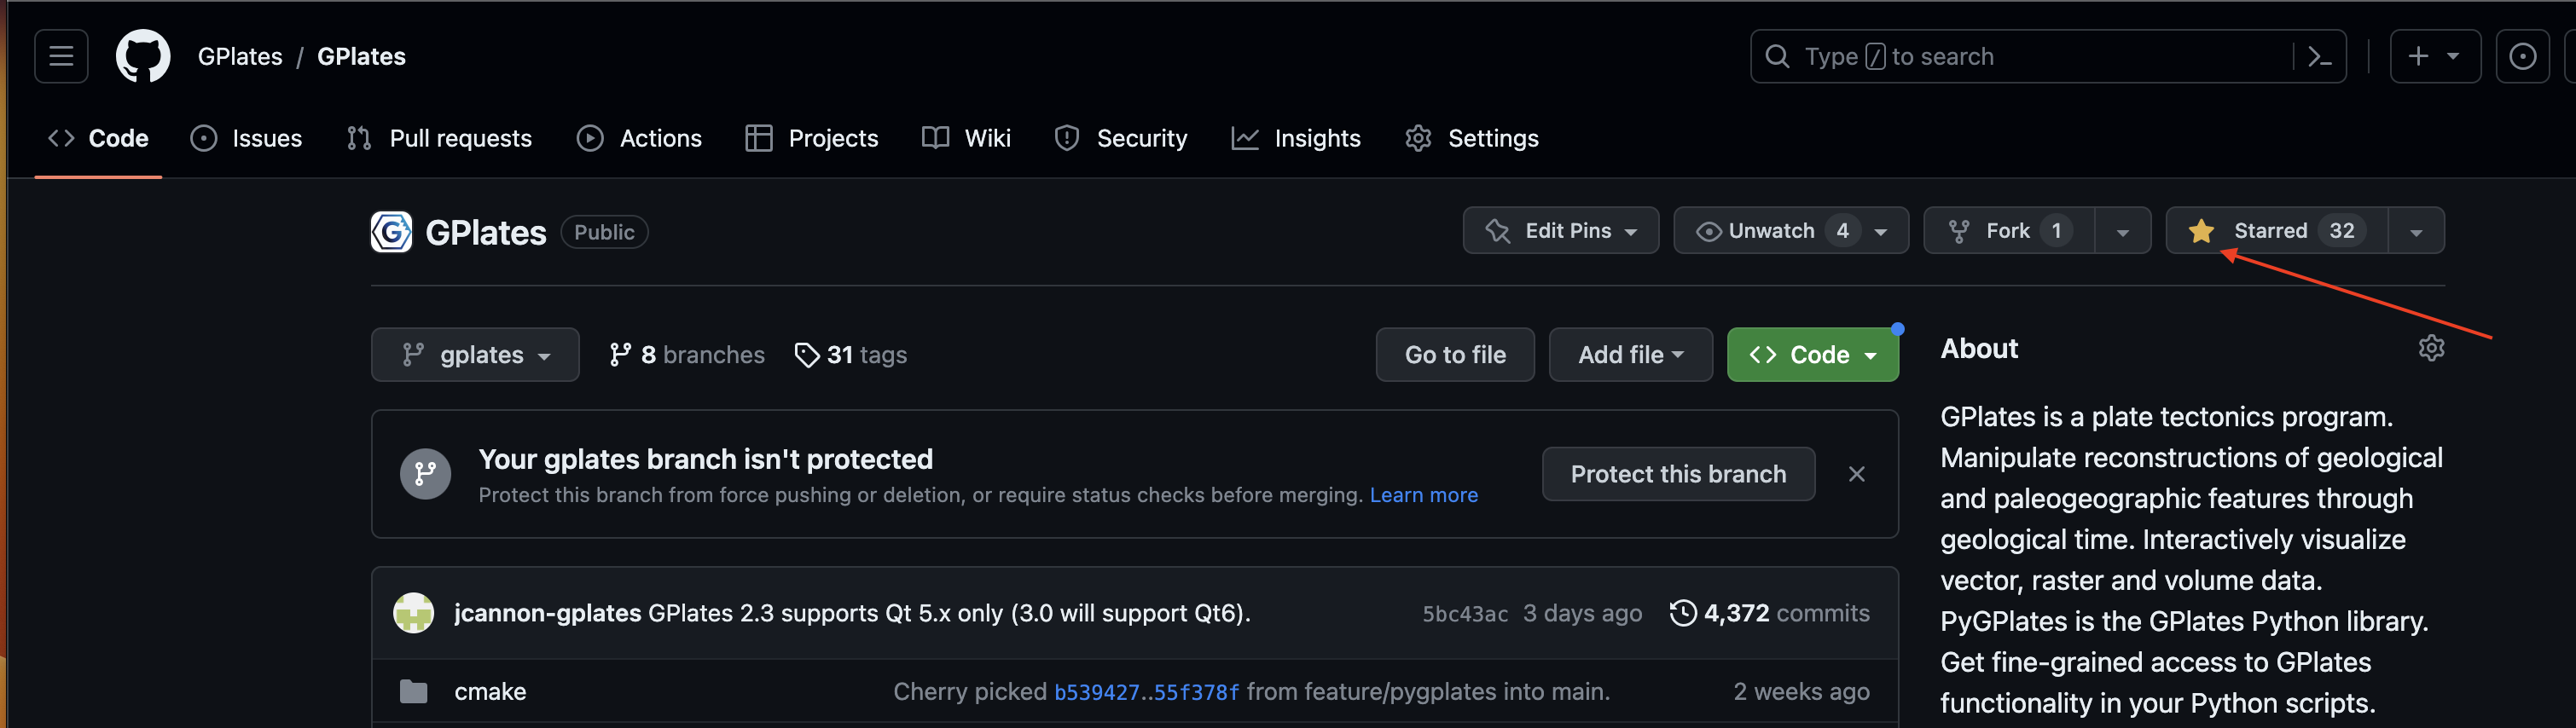 GPlates / GPlates
Type / to search
Code Issues Pull requests Actions Projects Wiki Security Insights Settings
GPlates Public
Edit Pins Unwatch 4 Fork 1 Starred 32
gplates 8 branches 31 tags Go to file Add file Code
Your gplates branch isn't protected
Protect this branch from force pushing or deletion, or require status checks before merging. Learn more
Protect this branch
jcannon-gplates GPlates 2.3 supports Qt 5.x only (3.0 will support Qt6). 5bc43ac 3 days ago 4,372 commits
cmake Cherry picked b539427..55f378f from feature/pygplates into main. 2 weeks ago
About
GPlates is a plate tectonics program.
Manipulate reconstructions of geological
and paleogeographic features through
geological time. Interactively visualize
vector, raster and volume data.
PyGPlates is the GPlates Python library.
Get fine-grained access to GPlates
functionality in your Python scripts.